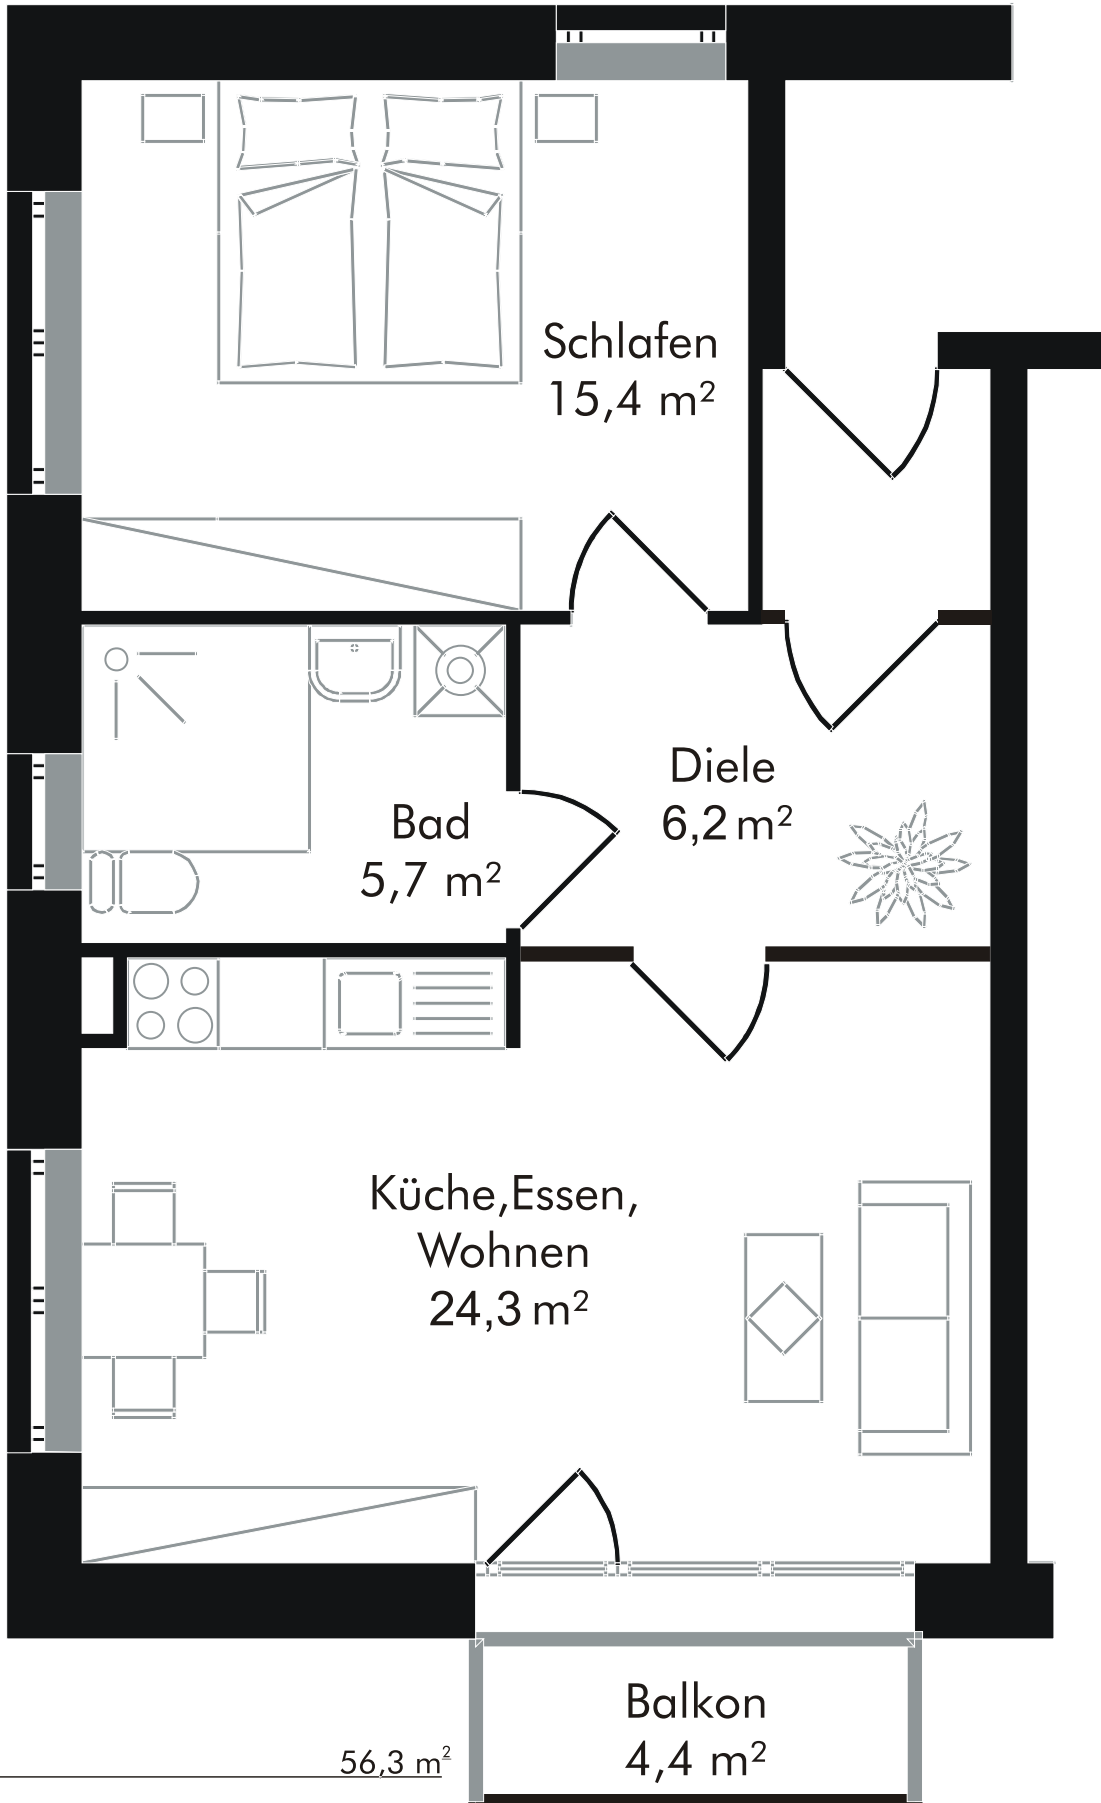 Schlafen
15,4 m²
Diele
6,2 m²
Bad
5,7 m²
Küche,Essen,
Wohnen
24,3 m²
Balkon
4,4 m²
56,3 m²